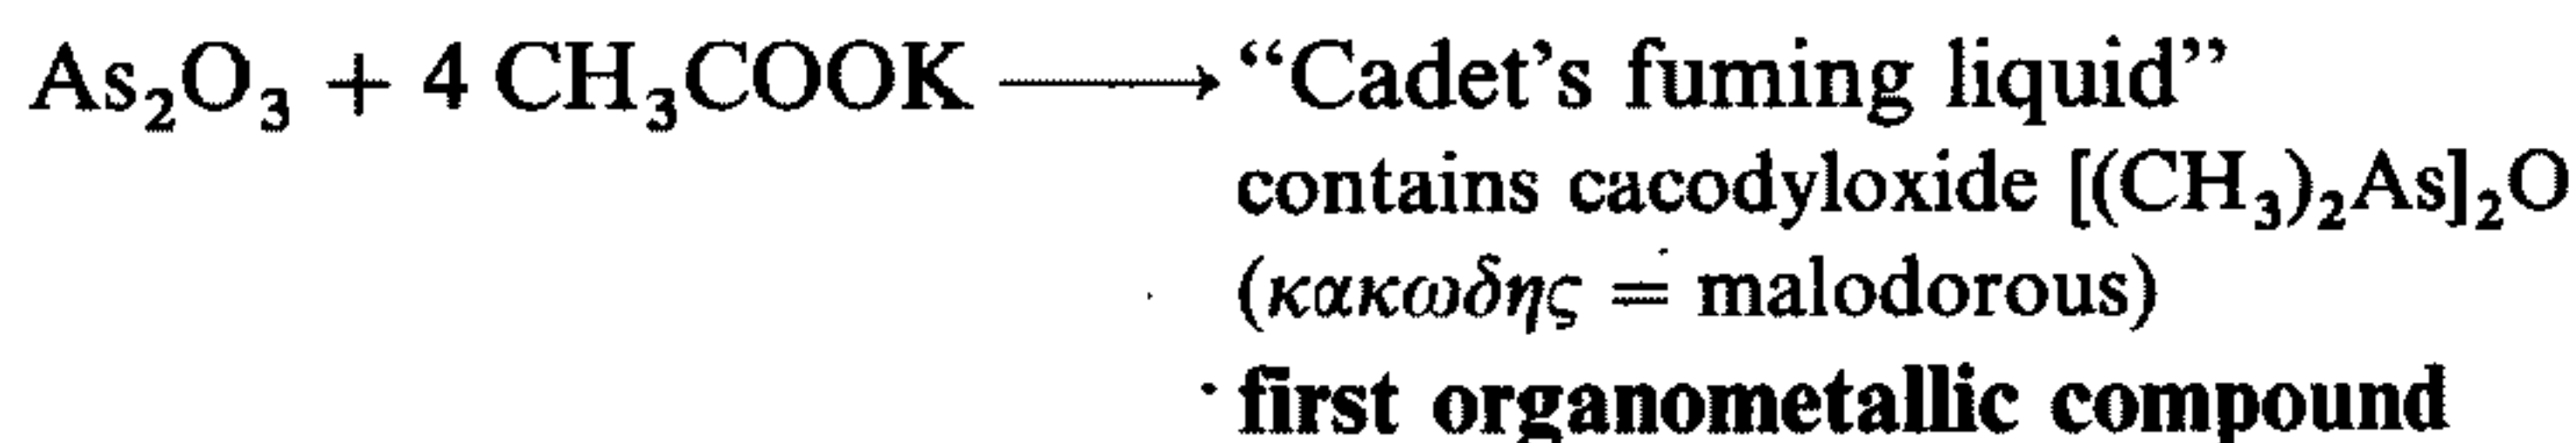 As₂O₃ + 4 CH₃COOK ⟶ “Cadet’s fuming liquid”
contains cacodyloxide [(CH₃)₂As]₂O
(κακωδης = malodorous)
first organometallic compound